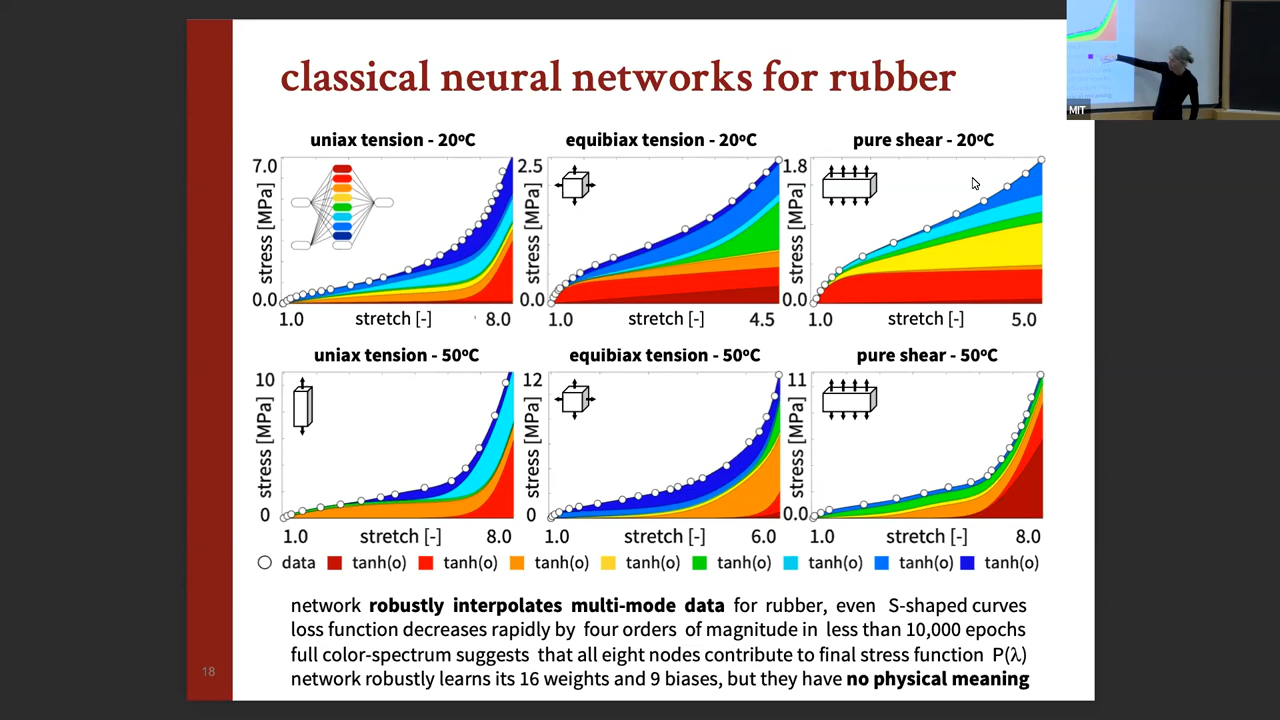 classical neural networks for rubber
uniax tension - 20ºC
equibiax tension - 20ºC
pure shear - 20ºC
7.0
stress [MPa]
0.0
1.0
stretch [-]
8.0
2.5
stress [MPa]
0.0
1.0
stretch [-]
4.5
1.8
stress [MPa]
0.0
1.0
stretch [-]
5.0
uniax tension - 50ºC
equibiax tension - 50ºC
pure shear - 50ºC
10
stress [MPa]
0
1.0
stretch [-]
8.0
12
stress [MPa]
0
1.0
stretch [-]
6.0
11
stress [MPa]
0.0
1.0
stretch [-]
8.0
data tanh(o) tanh(o) tanh(o) tanh(o) tanh(o) tanh(o) tanh(o) tanh(o)
network robustly interpolates multi-mode data for rubber, even S-shaped curves
loss function decreases rapidly by four orders of magnitude in less than 10,000 epochs
full color-spectrum suggests that all eight nodes contribute to final stress function P(λ)
network robustly learns its 16 weights and 9 biases, but they have no physical meaning
18
MIT